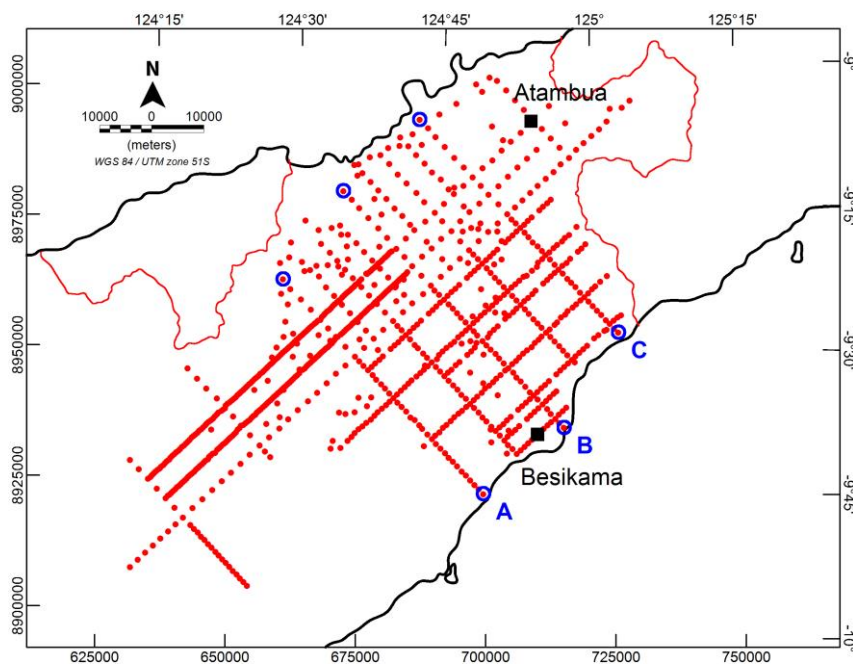 124°15' 124°30' 124°45' 125° 125°15'
9000000
-9°
N
10000 0 10000
(meters)
WGS 84 / UTM zone 51S
Atambua
8975000
-9°15'
8950000
-9°30'
C
B
Besikama
8925000
-9°45'
A
8900000
-10°
625000 650000 675000 700000 725000 750000